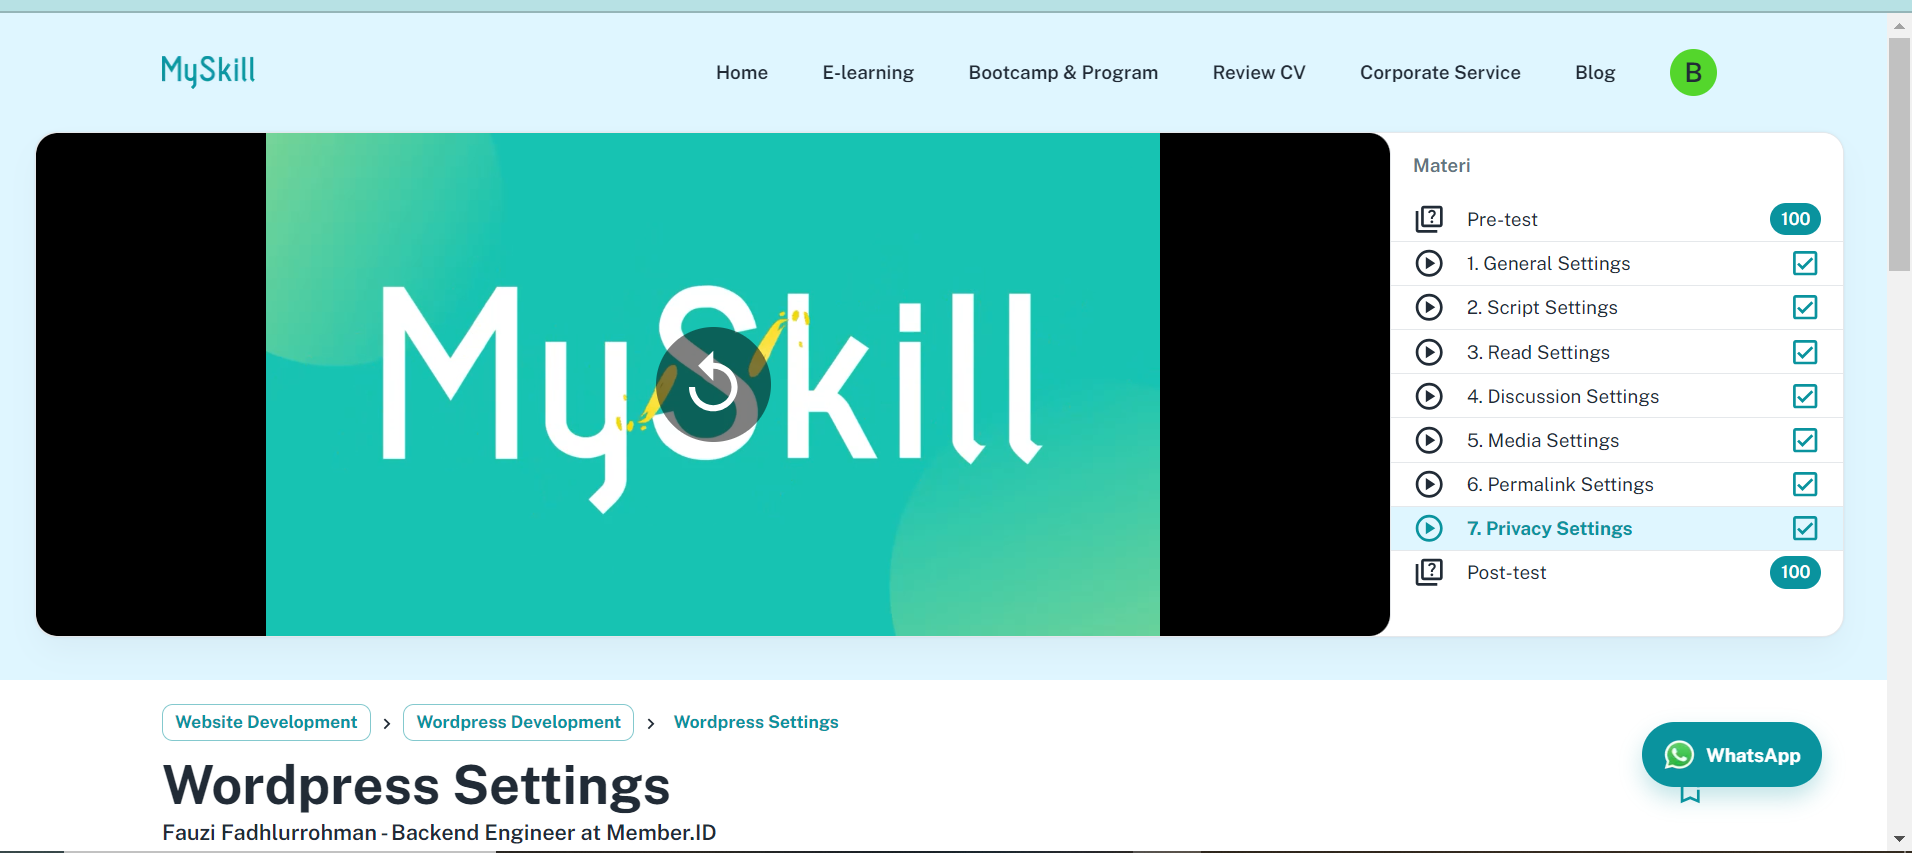 MySkill
Home
E-learning
Bootcamp & Program
Review CV
Corporate Service
Blog
B
MySkill
Materi
Pre-test
100
1. General Settings
2. Script Settings
3. Read Settings
4. Discussion Settings
5. Media Settings
6. Permalink Settings
7. Privacy Settings
Post-test
100
Website Development > Wordpress Development > Wordpress Settings
Wordpress Settings
Fauzi Fadhlurrohman - Backend Engineer at Member.ID
WhatsApp